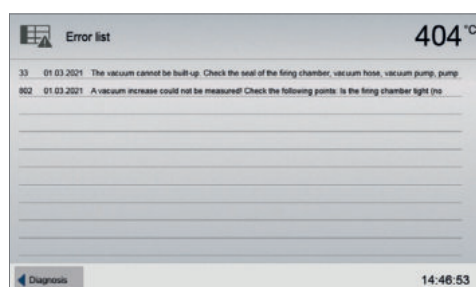 Error list
404 °C
33 01.03.2021 The vacuum cannot be built-up. Check the seal of the firing chamber, vacuum hose, vacuum pump, pump
802 01.03.2021 A vacuum increase could not be measured! Check the following points: Is the firing chamber tight (no
Diagnosis
14:46:53